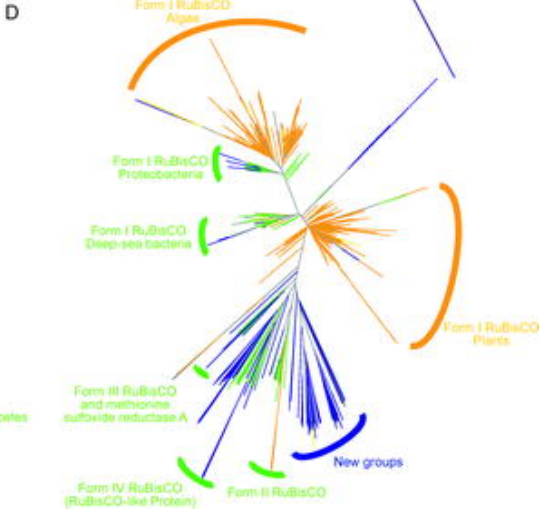 D
Form I RuBisCO
Algae
Form I RuBisCO
Proteobacteria
Form I RuBisCO
Deep-sea bacteria
Form I RuBisCO
Plants
Form III RuBisCO
and methionine
sulfoxide reductase A
New groups
Form IV RuBisCO
(RuBisCO-like Protein)
Form II RuBisCO